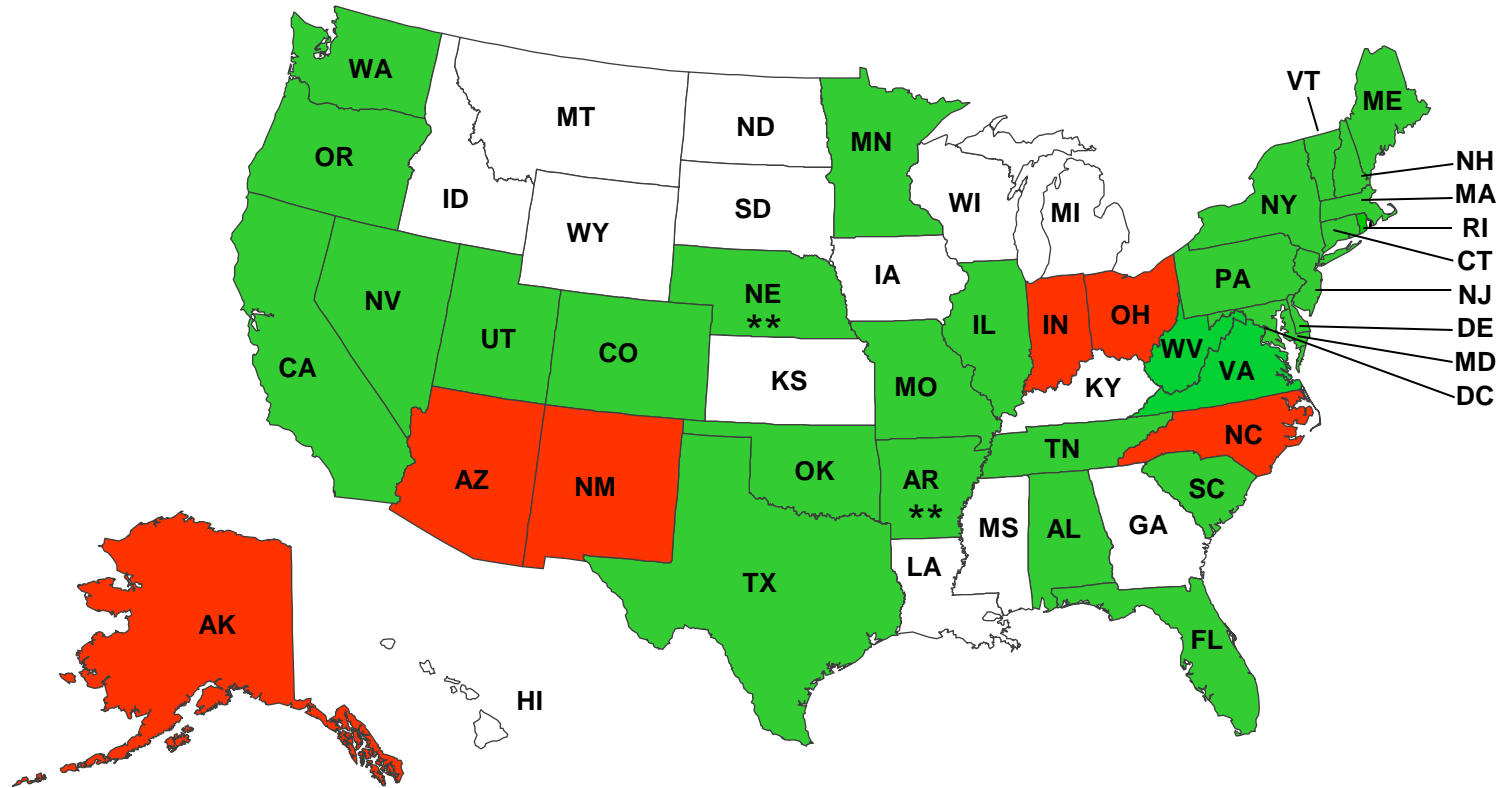 WA
MT
ND
MN
VT
ME
OR
ID
SD
WI
MI
NY
NH
MA
RI
CT
NJ
DE
MD
DC
WY
IA
PA
NV
UT
CO
NE
**
IL
IN
OH
WV
VA
CA
KS
MO
KY
AZ
NM
OK
AR
**
TN
NC
SC
MS
AL
GA
LA
TX
FL
AK
HI